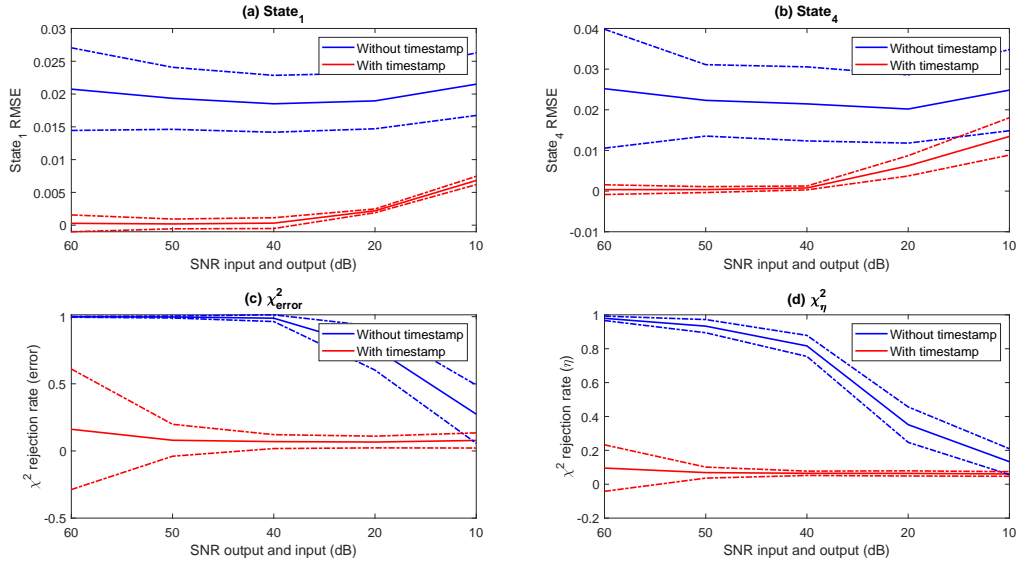 (a) State₁
0.03
0.025
0.02
0.015
0.01
0.005
0
State₁ RMSE
Without timestamp
With timestamp
60
50
40
20
10
SNR input and output (dB)
(b) State₄
0.04
0.03
0.02
0.01
0
-0.01
State₄ RMSE
Without timestamp
With timestamp
60
50
40
20
10
SNR input and output (dB)
(c) χ²error
1
0.5
0
-0.5
χ² rejection rate (error)
Without timestamp
With timestamp
60
50
40
20
10
SNR output and input (dB)
(d) χ²η
1
0.8
0.6
0.4
0.2
0
-0.2
χ² rejection rate (η)
Without timestamp
With timestamp
60
50
40
20
10
SNR input and output (dB)